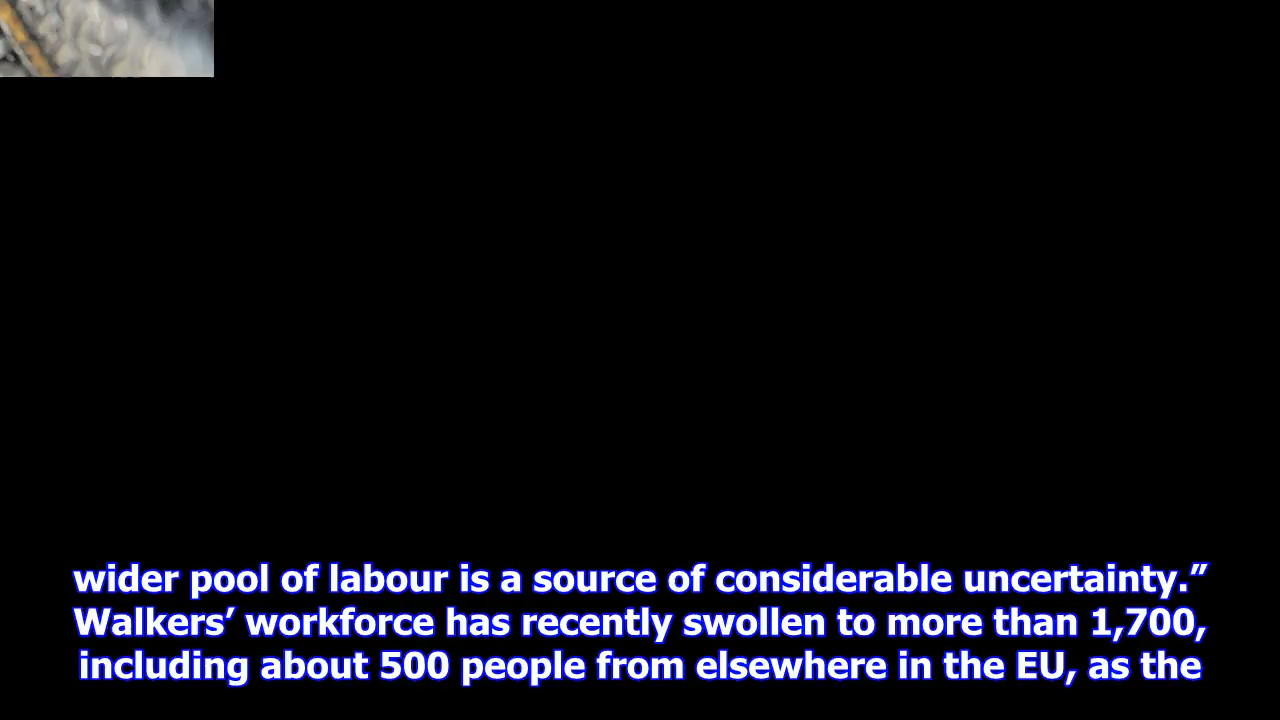 wider pool of labour is a source of considerable uncertainty.”
Walkers’ workforce has recently swollen to more than 1,700,
including about 500 people from elsewhere in the EU, as the